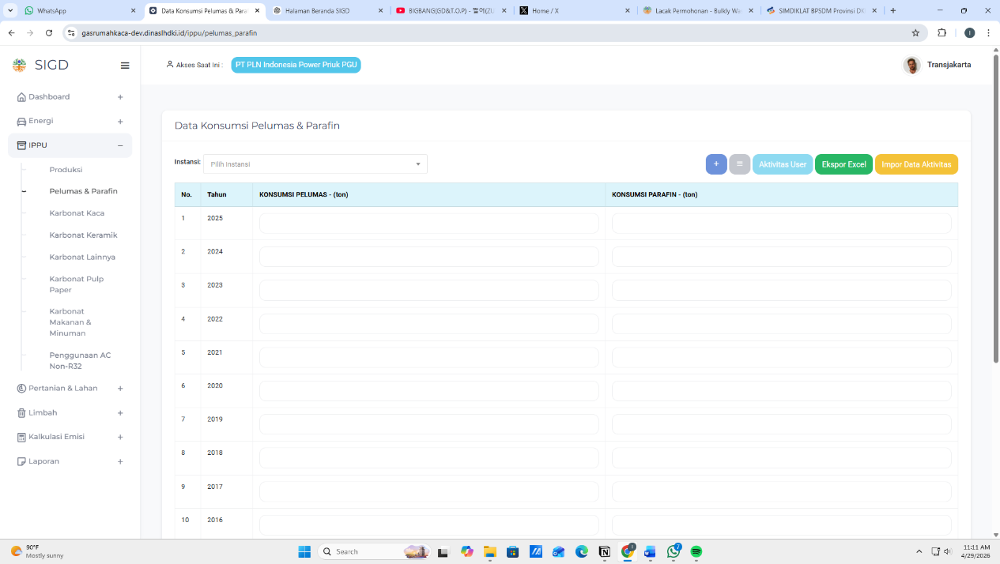 WhatsApp
Data Konsumsi Pelumas & Para
Halaman Beranda SIGD
BIGBANG(GD&T.O.P) – 쩔어(Z
Home / X
Lacak Permohonan – Bulkly Wa
SIMDIKLAT BPSDM Provinsi DK
gasrumahkaca-dev.dinaslhdki.id/ippu/pelumas_parafin
I
SIGD
Akses Saat Ini :
PT PLN Indonesia Power Priuk PGU
Transjakarta
Dashboard +
Energi +
IPPU –
Produksi
Pelumas & Parafin
Karbonat Kaca
Karbonat Keramik
Karbonat Lainnya
Karbonat Pulp
Paper
Karbonat
Makanan &
Minuman
Penggunaan AC
Non-R32
Pertanian & Lahan +
Limbah +
Kalkulasi Emisi +
Laporan +
Data Konsumsi Pelumas & Parafin
Instansi: Pilih Instansi
+
Aktivitas User
Ekspor Excel
Impor Data Aktivitas
No. Tahun KONSUMSI PELUMAS - (ton) KONSUMSI PARAFIN - (ton)
1 2025
2 2024
3 2023
4 2022
5 2021
6 2020
7 2019
8 2018
9 2017
10 2016
90°F
Mostly sunny
Search
1
7
11:11 AM
4/29/2026